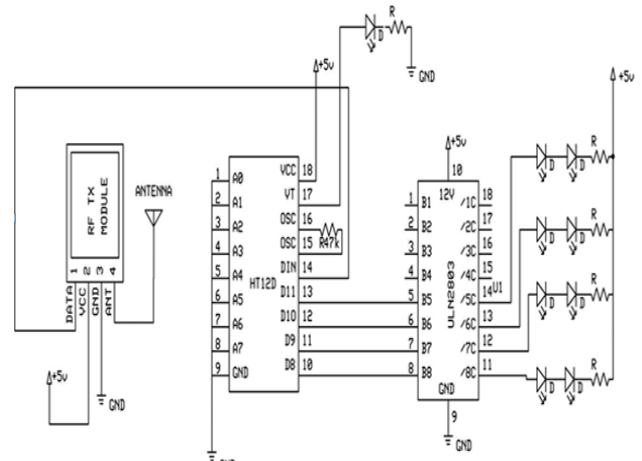 R
D
GND
+5v
+5v
RF TX
MODULE
ANTENNA
1 2 3 4
DATA
VCC
GND
ANT
+5v
GND
1 A0 VCC 18
2 A1 VT 17
3 A2 OSC 16
R47k
4 A3 OSC 15
5 A4 DIN 14
HT12D
6 A5 D11 13
7 A6 D10 12
8 A7 D9 11
9 GND D8 10
GND
+5v
10
12V
1 B1 /1C 18
2 B2 /2C 17
3 B3 /3C 16
4 B4 /4C 15
ULN2803
U1
5 B5 /5C 14
6 B6 /6C 13
7 B7 /7C 12
8 B8 /8C 11
GND
9
GND
D D R
D D R
D D R
D D R